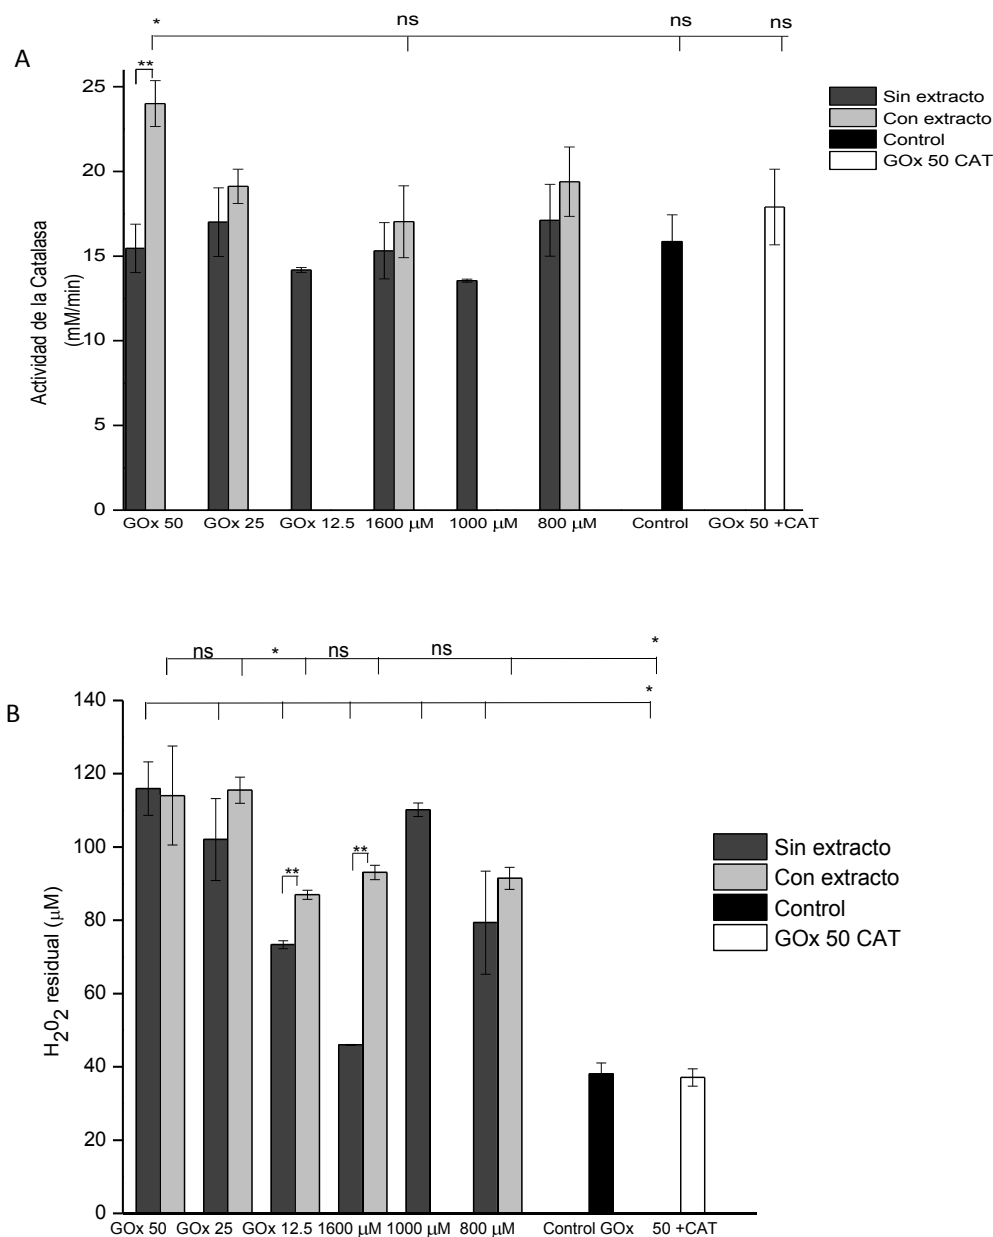 * ns ns ns
A
**
25
20
15
10
5
0
Actividad de la Catalasa
(mM/min)
Sin extracto
Con extracto
Control
GOx 50 CAT
GOx 50 GOx 25 GOx 12.5 1600 μM 1000 μM 800 μM Control GOx 50 +CAT
ns * ns ns *
*
B
140
120
100
80
60
40
20
0
H2O2 residual (μM)
** **
Sin extracto
Con extracto
Control
GOx 50 CAT
GOx 50 GOx 25 GOx 12.5 1600 μM 1000 μM 800 μM Control GOx 50 +CAT